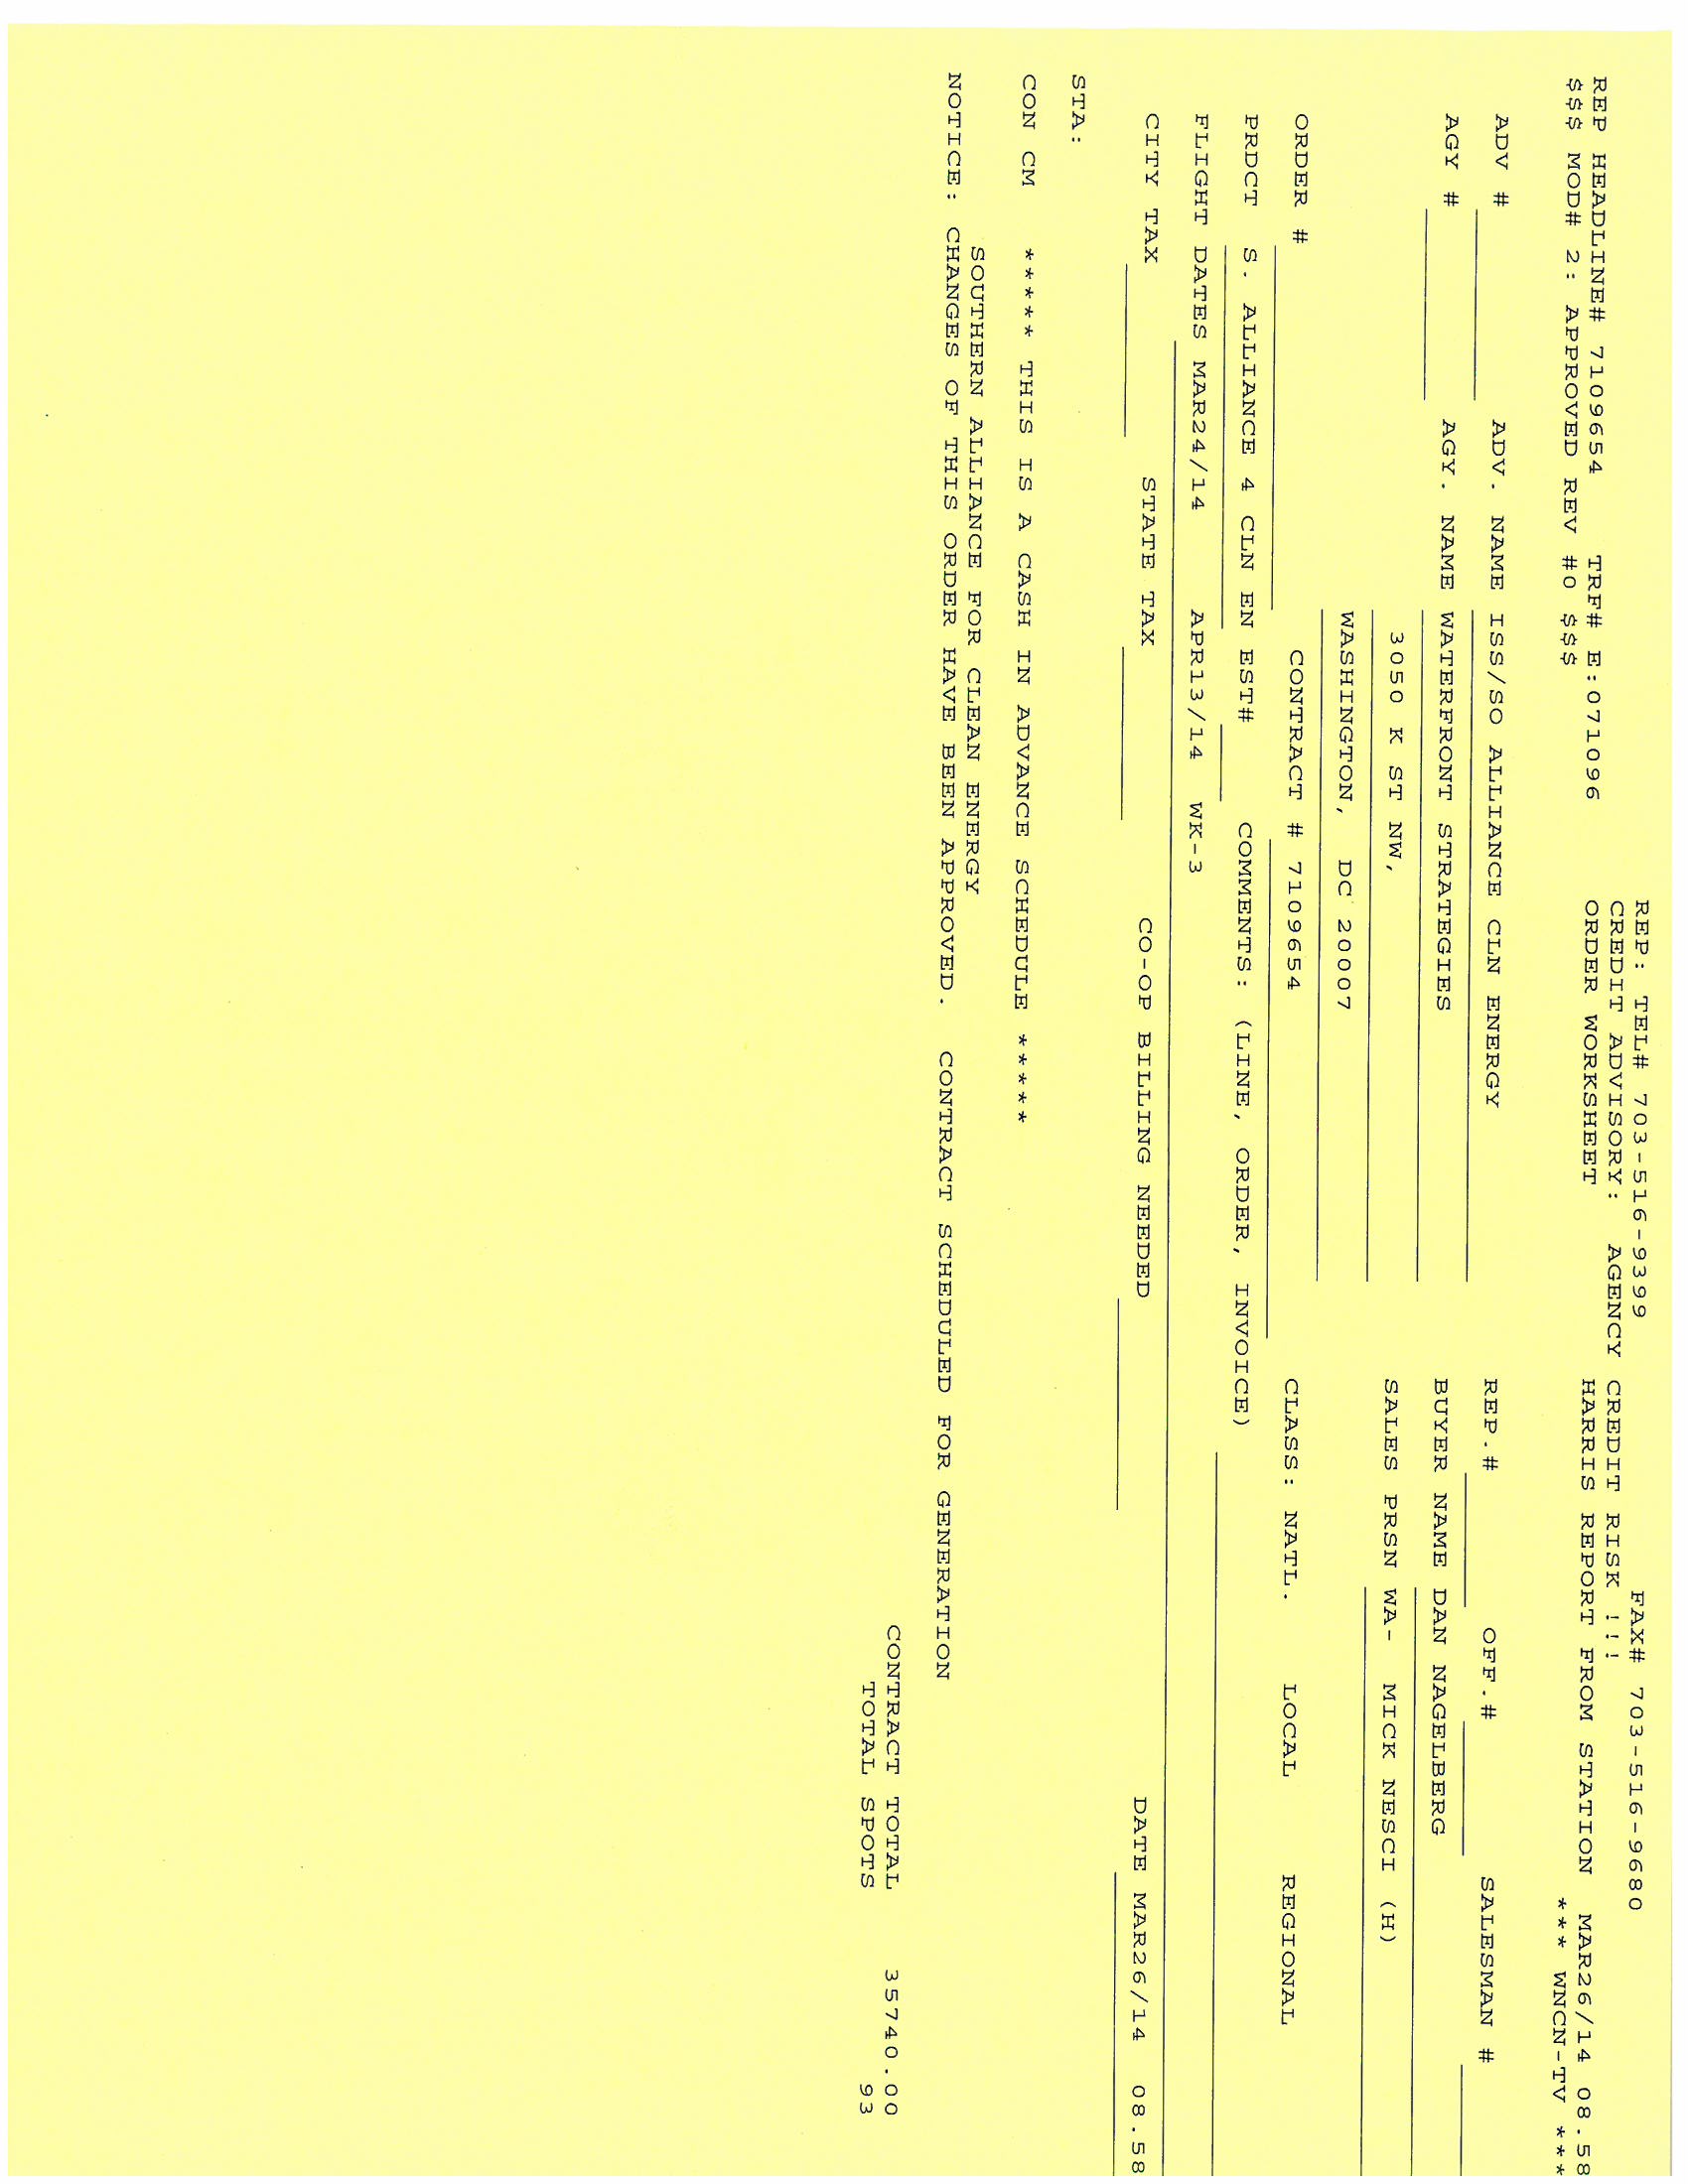 REP: TEL# 703-516-9399 FAX# 703-516-9680
CREDIT ADVISORY: AGENCY CREDIT RISK !!!
REP HEADLINE# 7109654 TRF# E:071096 ORDER WORKSHEET HARRIS REPORT FROM STATION MAR26/14 08.58
$$$ MOD# 2: APPROVED REV #0 $$$ *** WNCN-TV ***
ADV # ADV. NAME ISS/SO ALLIANCE CLN ENERGY REP.# OFF.# SALESMAN #
AGY # AGY. NAME WATERFRONT STRATEGIES BUYER NAME DAN NAGELBERG
3050 K ST NW, SALES PRSN WA- MICK NESCI (H)
WASHINGTON, DC 20007
ORDER # CONTRACT # 7109654 CLASS: NATL. LOCAL REGIONAL
PRDCT S. ALLIANCE 4 CLN EN EST# COMMENTS: (LINE, ORDER, INVOICE)
FLIGHT DATES MAR24/14 APR13/14 WK-3
CITY TAX STATE TAX CO-OP BILLING NEEDED DATE MAR26/14 08.58
STA:
CON CM ***** THIS IS A CASH IN ADVANCE SCHEDULE *****
SOUTHERN ALLIANCE FOR CLEAN ENERGY
NOTICE: CHANGES OF THIS ORDER HAVE BEEN APPROVED. CONTRACT SCHEDULED FOR GENERATION
CONTRACT TOTAL 35740.00
TOTAL SPOTS 93